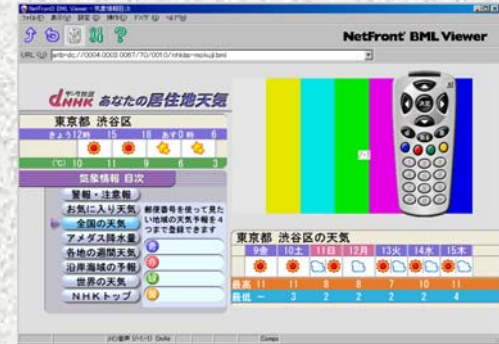 NetFront BML Viewer
URL
NHK あなたの居住地天気
東京都 渋谷区
きょう12時 15 18 あす0時 6
(℃) 10 11 9 6 3
気象情報 目次
警報・注意報
お気に入り天気
全国の天気
アメダス降水量
各地の週間天気
沿岸海域の予報
世界の天気
NHKトップ
郵便番号を使って見た
い地域の天気予報を4
つまで登録できます
青
赤
緑
黄
東京都 渋谷区の天気
9金 10土 11日 12月 13火 14水 15木
最高 11 11 8 8 7 10 11
最低 ー 3 2 2 2 2 4